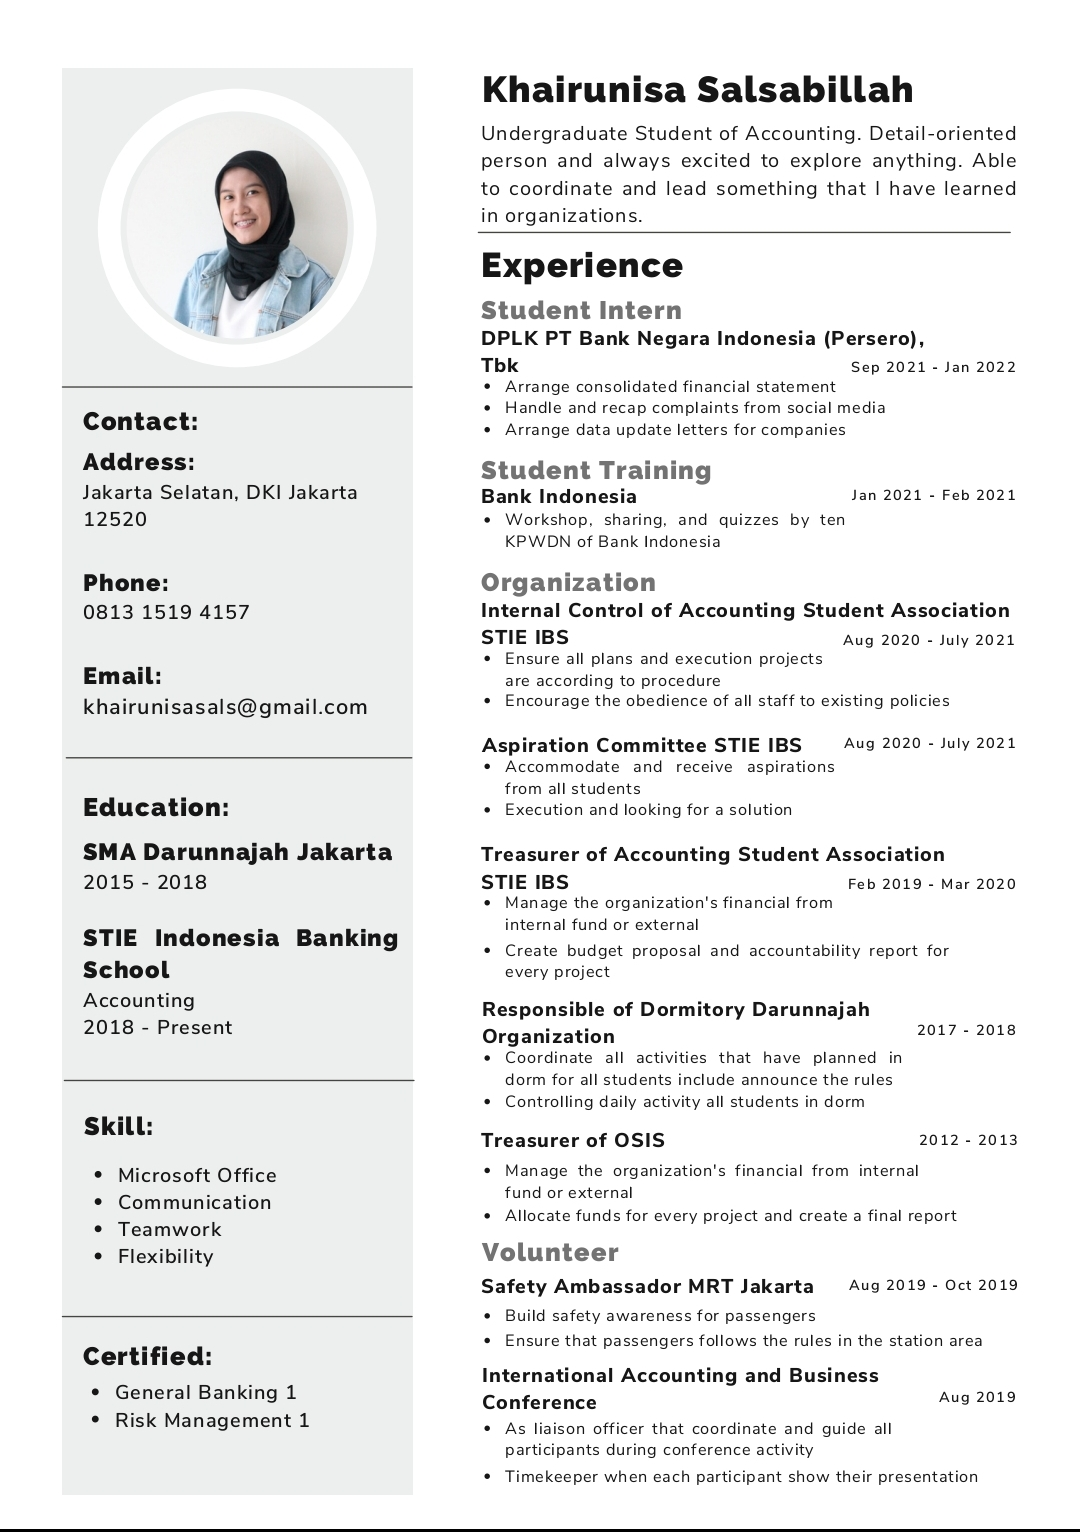 Contact:
Address:
Jakarta Selatan, DKI Jakarta
12520
Phone:
0813 1519 4157
Email:
khairunisasals@gmail.com
Education:
SMA Darunnajah Jakarta
2015 - 2018
STIE Indonesia Banking
School
Accounting
2018 - Present
Skill:
• Microsoft Office
• Communication
• Teamwork
• Flexibility
Certified:
• General Banking 1
• Risk Management 1
Khairunisa Salsabillah
Undergraduate Student of Accounting. Detail-oriented
person and always excited to explore anything. Able
to coordinate and lead something that I have learned
in organizations.
Experience
Student Intern
DPLK PT Bank Negara Indonesia (Persero),
Tbk Sep 2021 - Jan 2022
• Arrange consolidated financial statement
• Handle and recap complaints from social media
• Arrange data update letters for companies
Student Training
Bank Indonesia Jan 2021 - Feb 2021
• Workshop, sharing, and quizzes by ten
KPWDN of Bank Indonesia
Organization
Internal Control of Accounting Student Association
STIE IBS Aug 2020 - July 2021
• Ensure all plans and execution projects
are according to procedure
• Encourage the obedience of all staff to existing policies
Aspiration Committee STIE IBS Aug 2020 - July 2021
• Accommodate and receive aspirations
from all students
• Execution and looking for a solution
Treasurer of Accounting Student Association
STIE IBS Feb 2019 - Mar 2020
• Manage the organization's financial from
internal fund or external
• Create budget proposal and accountability report for
every project
Responsible of Dormitory Darunnajah
Organization 2017 - 2018
• Coordinate all activities that have planned in
dorm for all students include announce the rules
• Controlling daily activity all students in dorm
Treasurer of OSIS 2012 - 2013
• Manage the organization's financial from internal
fund or external
• Allocate funds for every project and create a final report
Volunteer
Safety Ambassador MRT Jakarta Aug 2019 - Oct 2019
• Build safety awareness for passengers
• Ensure that passengers follows the rules in the station area
International Accounting and Business
Conference Aug 2019
• As liaison officer that coordinate and guide all
participants during conference activity
• Timekeeper when each participant show their presentation